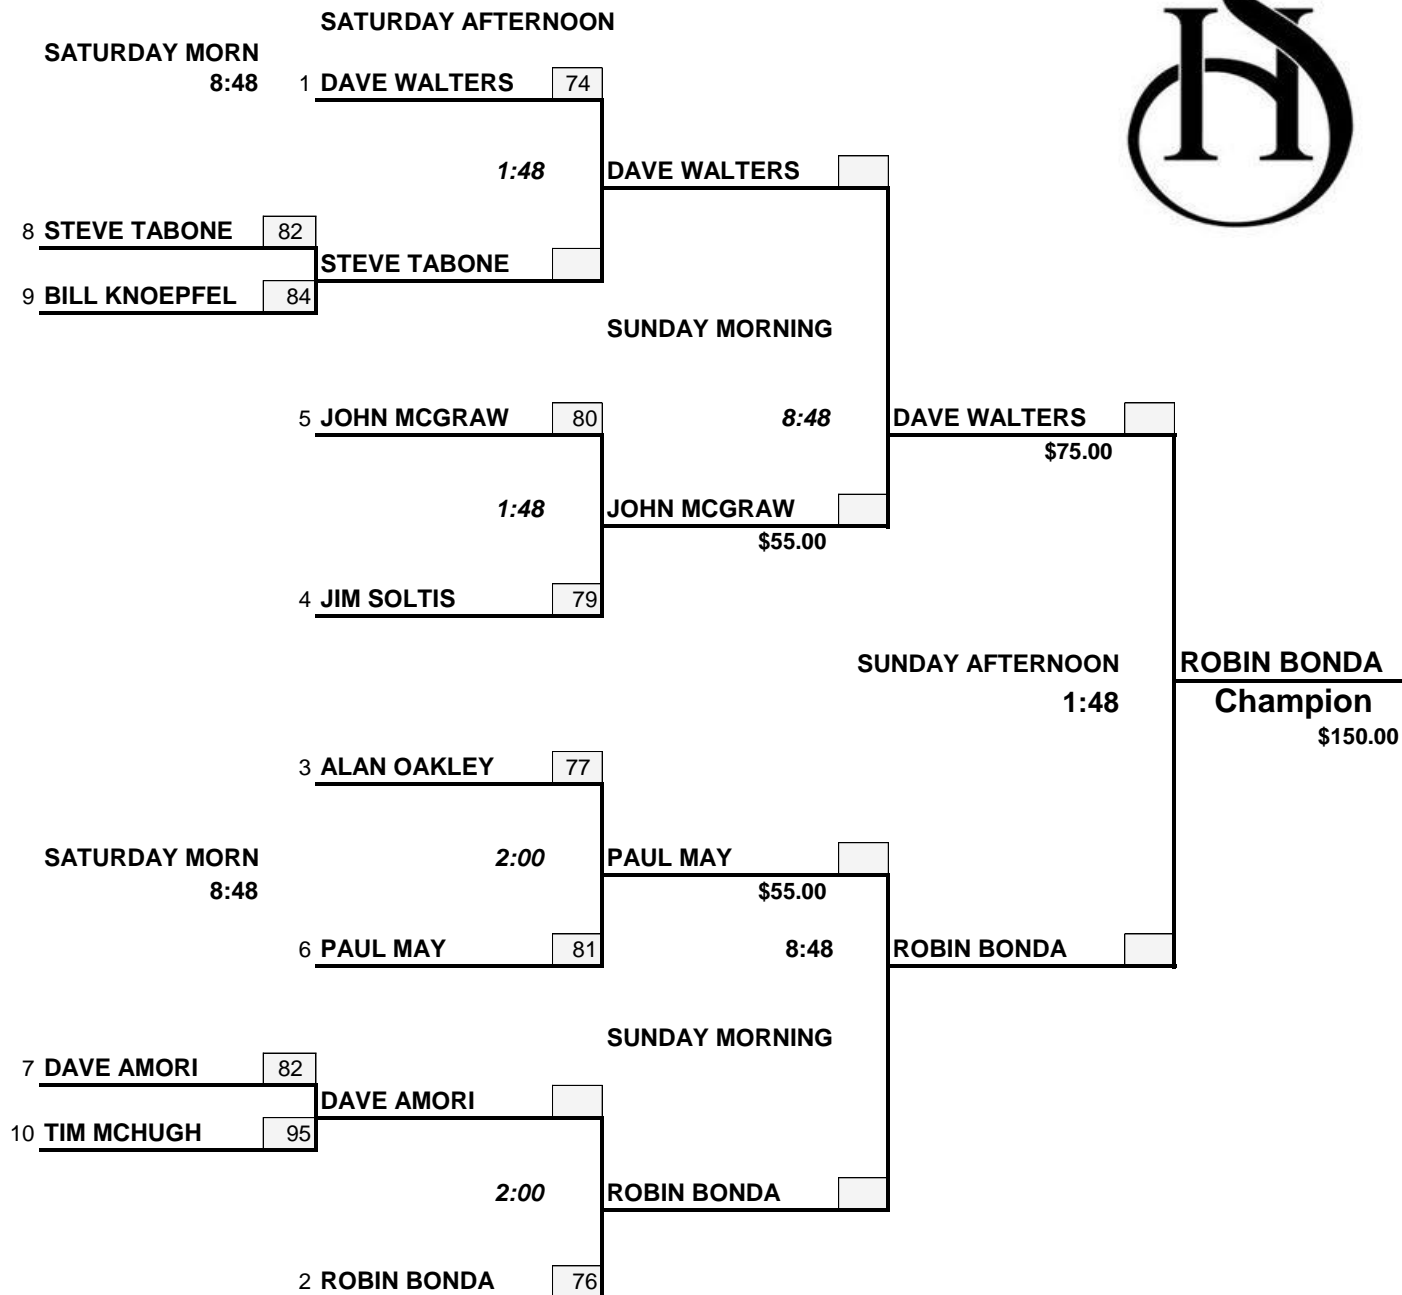 SATURDAY AFTERNOON
SATURDAY MORN
8:48 1 DAVE WALTERS 74
1:48 DAVE WALTERS
8 STEVE TABONE 82
STEVE TABONE
9 BILL KNOEPFEL 84
SUNDAY MORNING
5 JOHN MCGRAW 80 8:48 DAVE WALTERS
$75.00
1:48 JOHN MCGRAW
$55.00
4 JIM SOLTIS 79
SUNDAY AFTERNOON ROBIN BONDA
1:48 Champion
$150.00
3 ALAN OAKLEY 77
SATURDAY MORN 2:00 PAUL MAY
8:48 $55.00
6 PAUL MAY 81 8:48 ROBIN BONDA
SUNDAY MORNING
7 DAVE AMORI 82
DAVE AMORI
10 TIM MCHUGH 95
2:00 ROBIN BONDA
2 ROBIN BONDA 76